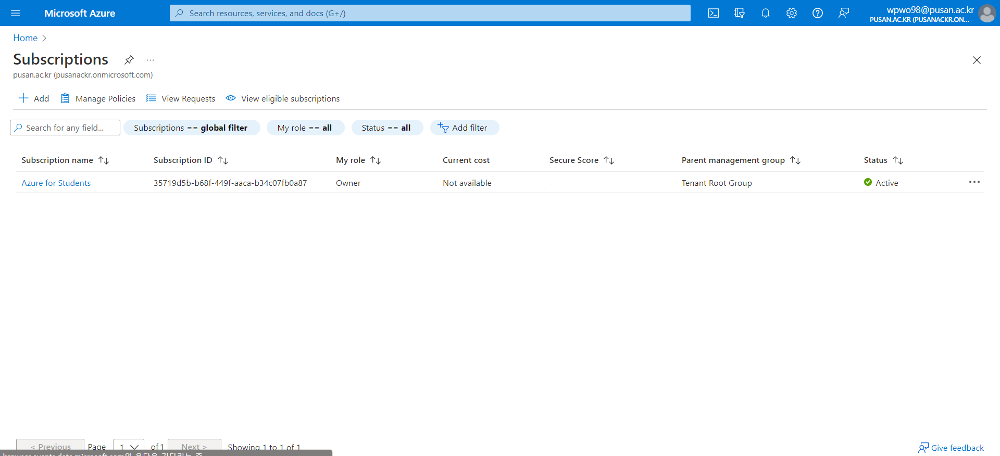 Microsoft Azure
Search resources, services, and docs (G+/)
wpwo98@pusan.ac.kr
PUSAN.AC.KR (PUSANACKR.ON...
Home
Subscriptions
...
pusan.ac.kr (pusanackr.onmicrosoft.com)
Add Manage Policies View Requests View eligible subscriptions
Search for any field... Subscriptions == global filter My role == all Status == all Add filter
Subscription name Subscription ID My role Current cost Secure Score Parent management group Status
Azure for Students 35719d5b-b68f-449f-aaca-b34c07fb0a87 Owner Not available - Tenant Root Group Active ...
< Previous Page 1 of 1 Next > Showing 1 to 1 of 1
Give feedback